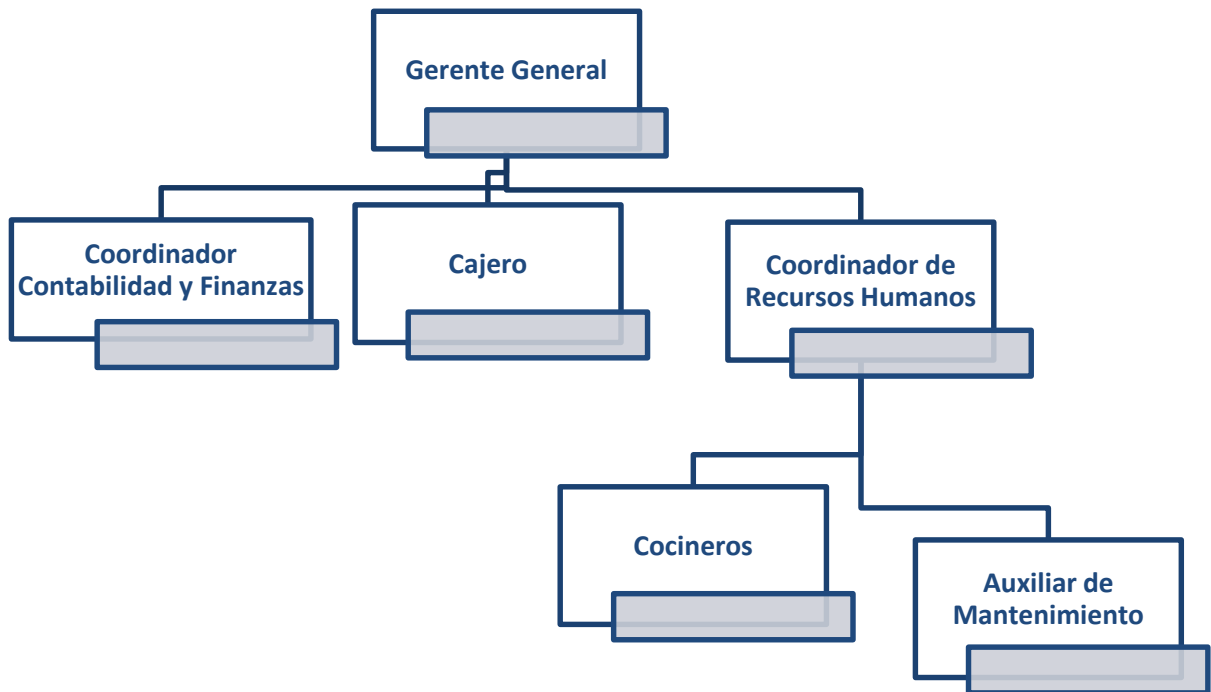 Gerente General
Coordinador
Contabilidad y Finanzas
Cajero
Coordinador de
Recursos Humanos
Cocineros
Auxiliar de
Mantenimiento